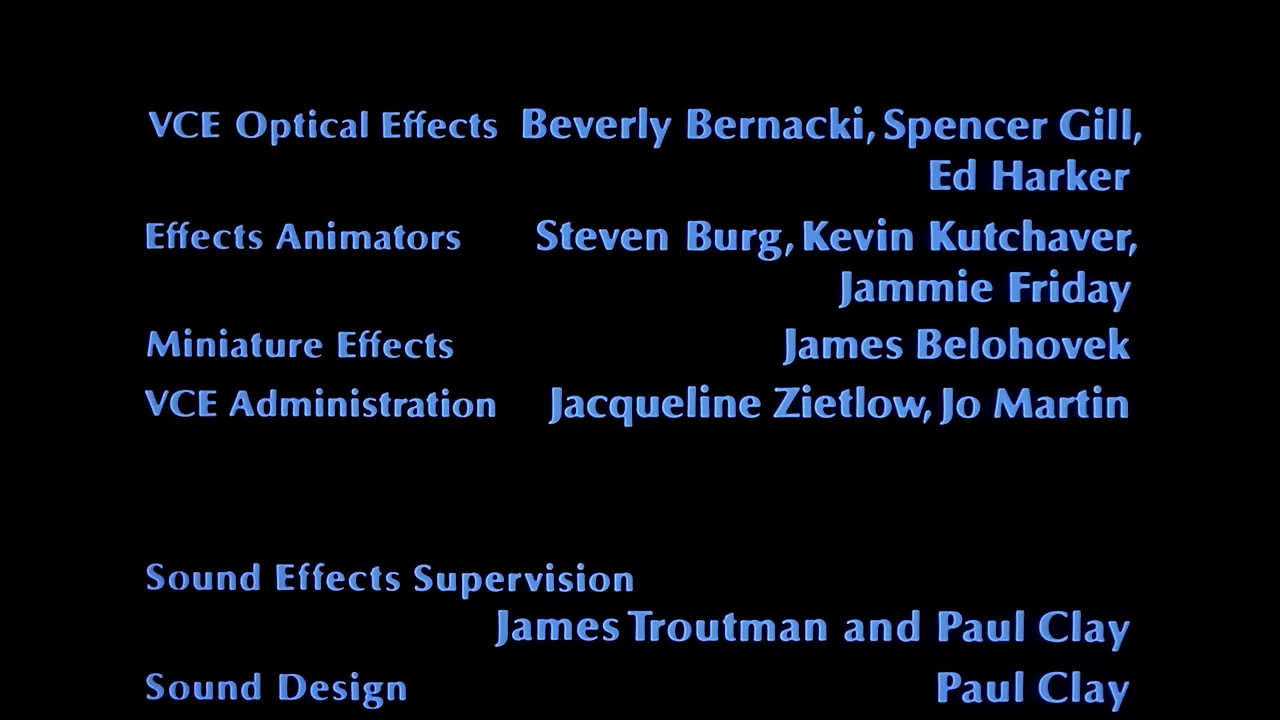 VCE Optical Effects Beverly Bernacki, Spencer Gill,
Ed Harker
Effects Animators Steven Burg, Kevin Kutchaver,
Jammie Friday
Miniature Effects James Belohovek
VCE Administration Jacqueline Zietlow, Jo Martin
Sound Effects Supervision
James Troutman and Paul Clay
Sound Design Paul Clay